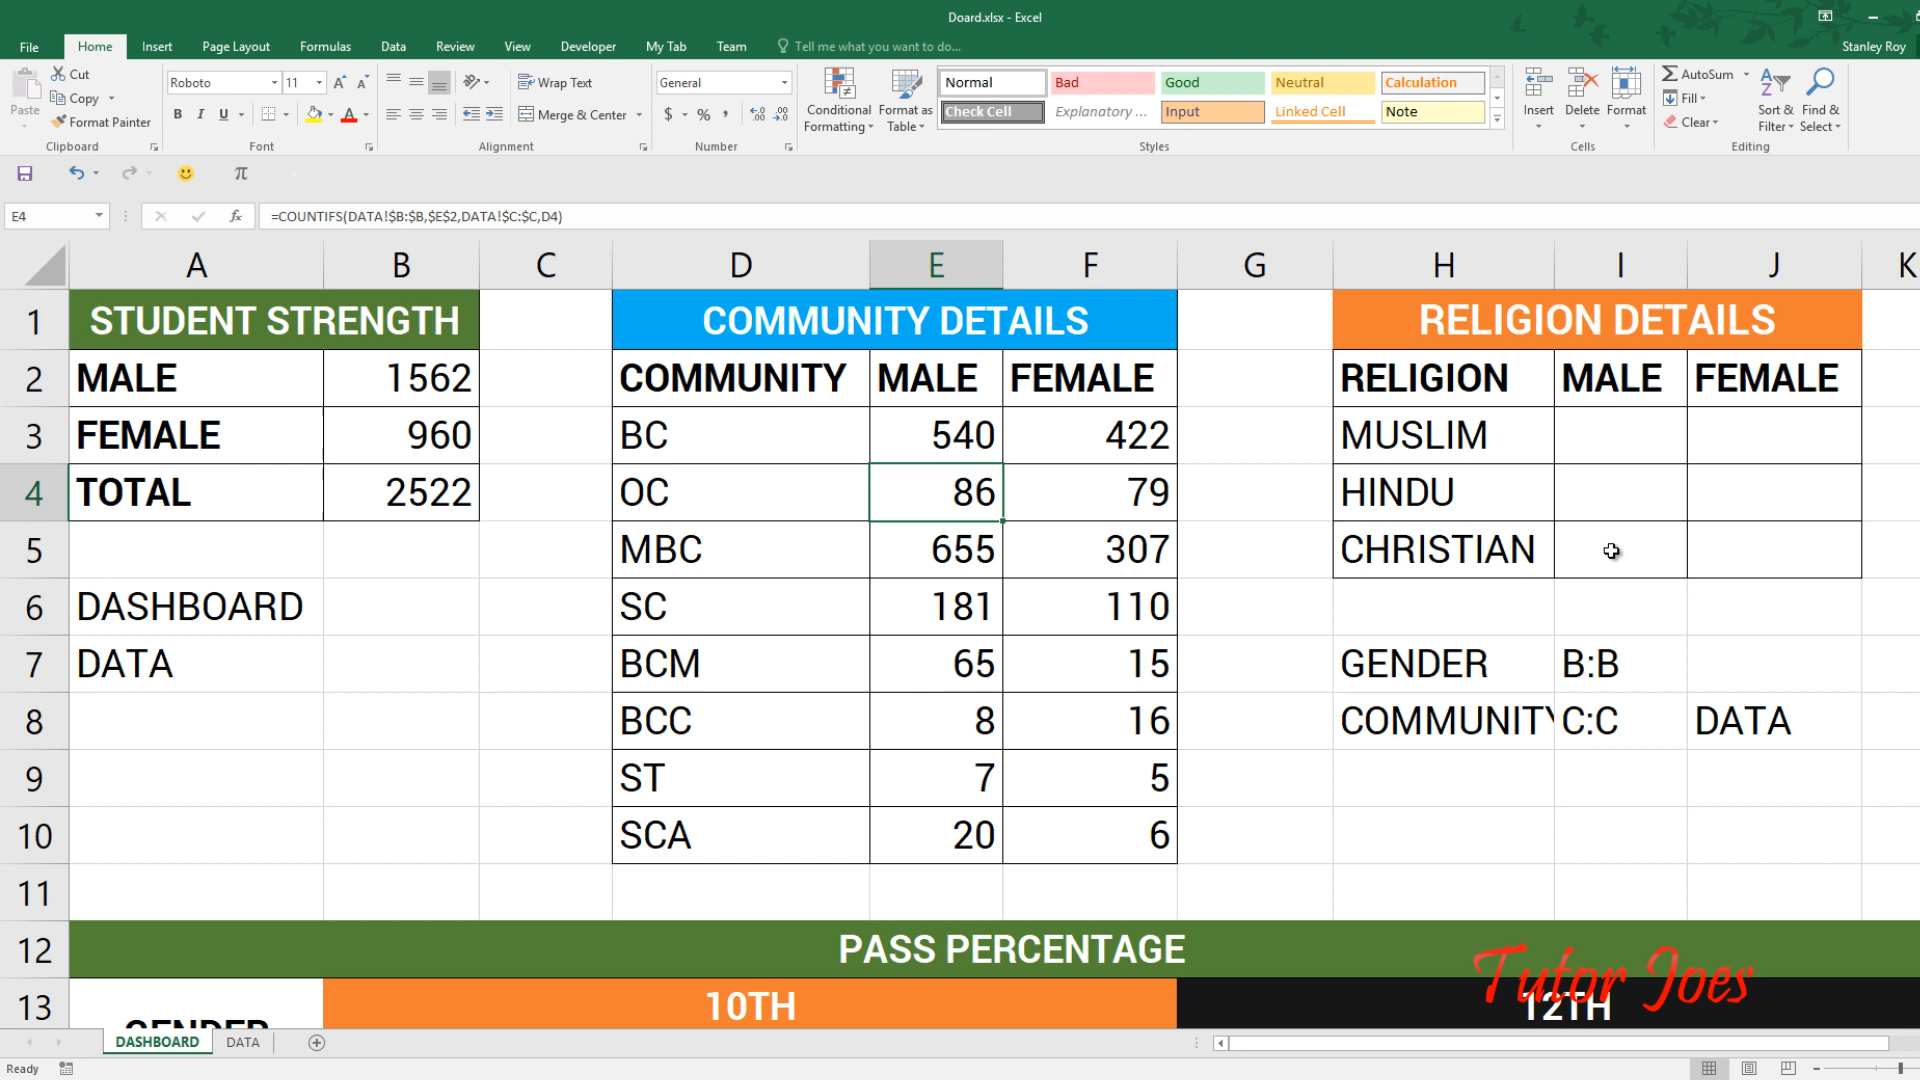 Doard.xlsx - Excel
File Home Insert Page Layout Formulas Data Review View Developer My Tab Team Tell me what you want to do... Stanley Roy
Paste Cut Copy Format Painter
Clipboard
Roboto 11
B I U
Font
Wrap Text
Merge & Center
Alignment
General
$ % ,
Number
Conditional Formatting
Format as Table
Normal Bad Good Neutral Calculation
Check Cell Explanatory ... Input Linked Cell Note
Styles
Insert Delete Format
Cells
AutoSum
Fill
Clear
Sort & Filter
Find & Select
Editing
π
E4 fx =COUNTIFS(DATA!$B:$B,$E$2,DATA!$C:$C,D4)
A B C D E F G H I J K
1 STUDENT STRENGTH COMMUNITY DETAILS RELIGION DETAILS
2 MALE 1562 COMMUNITY MALE FEMALE RELIGION MALE FEMALE
3 FEMALE 960 BC 540 422 MUSLIM
4 TOTAL 2522 OC 86 79 HINDU
5 MBC 655 307 CHRISTIAN
6 DASHBOARD SC 181 110
7 DATA BCM 65 15 GENDER B:B
8 BCC 8 16 COMMUNITY C:C DATA
9 ST 7 5
10 SCA 20 6
11
12 PASS PERCENTAGE
13 GENDER 10TH 12TH
Tutor Joes
DASHBOARD DATA
Ready